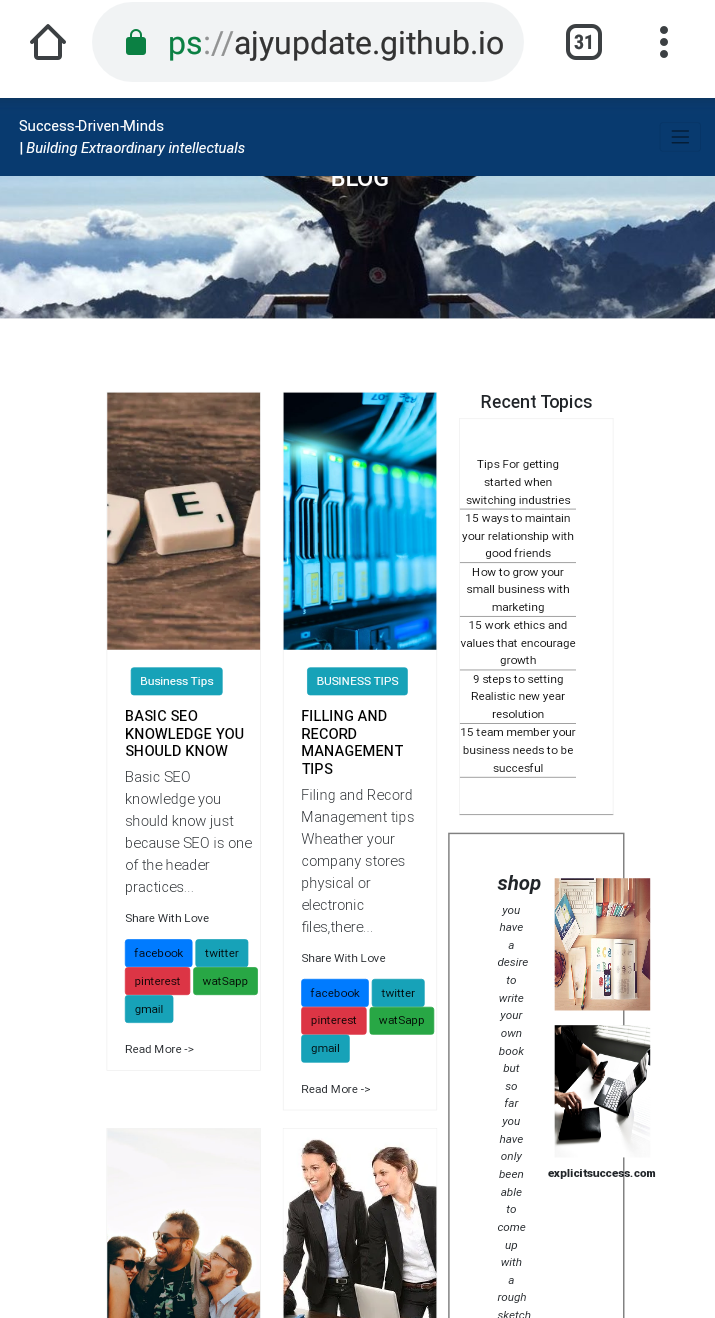 ps://ajyupdate.github.io
31
Success-Driven-Minds
| Building Extraordinary intellectuals
BLOG
E
Business Tips
BASIC SEO
KNOWLEDGE YOU
SHOULD KNOW
Basic SEO
knowledge you
should know just
because SEO is one
of the header
practices...
Share With Love
facebook twitter
pinterest watSapp
gmail
Read More ->
BUSINESS TIPS
FILLING AND
RECORD
MANAGEMENT
TIPS
Filing and Record
Management tips
Wheather your
company stores
physical or
electronic
files,there...
Share With Love
facebook twitter
pinterest watSapp
gmail
Read More ->
Recent Topics
Tips For getting
started when
switching industries
15 ways to maintain
your relationship with
good friends
How to grow your
small business with
marketing
15 work ethics and
values that encourage
growth
9 steps to setting
Realistic new year
resolution
15 team member your
business needs to be
succesful
shop
you
have
a
desire
to
write
your
own
book
but
so
far
you
have
only
been
able
to
come
up
with
a
rough
sketch
explicitsuccess.com